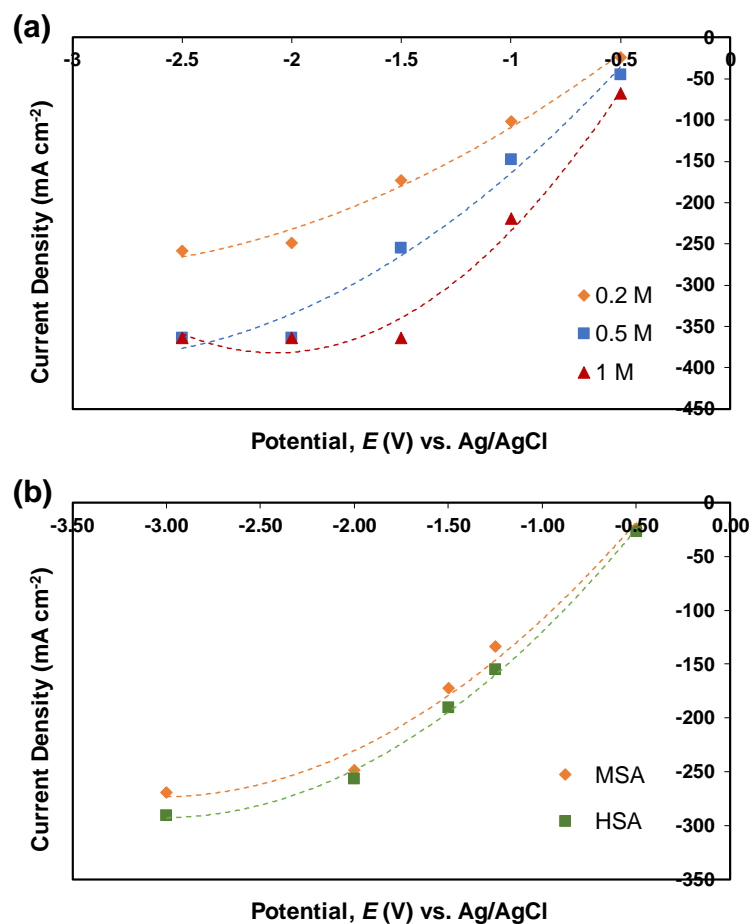 (a)
-3 -2.5 -2 -1.5 -1 -0.5 0
0
-50
-100
-150
-200
-250
-300
-350
-400
-450
Current Density (mA cm-2)
0.2 M
0.5 M
1 M
Potential, E (V) vs. Ag/AgCl
(b)
-3.50 -3.00 -2.50 -2.00 -1.50 -1.00 -0.50 0.00
0
-50
-100
-150
-200
-250
-300
-350
Current Density (mA cm-2)
MSA
HSA
Potential, E (V) vs. Ag/AgCl